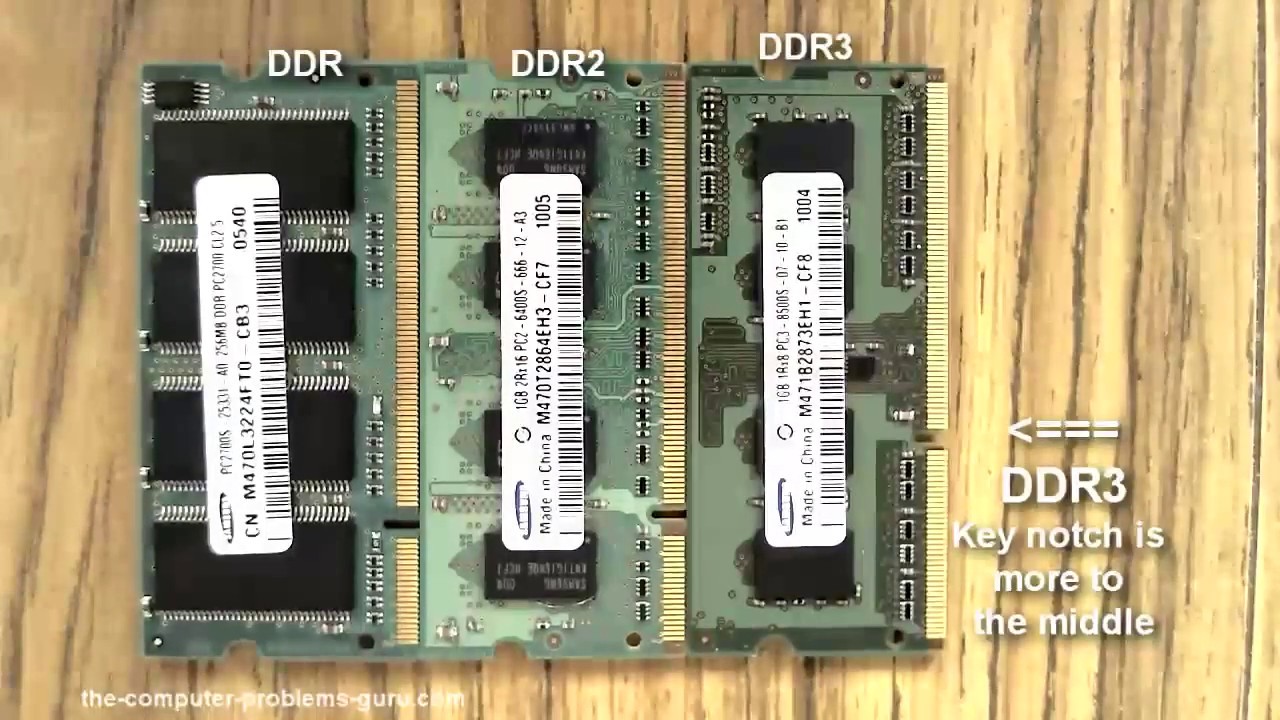 DDR
DDR2
DDR3
PC2700S 25331-A0 256MB DDR PC2700 CL2.5
CN M470L3224FT0-CB3 0540
1GB 2Rx16 PC2-6400S-666-12-A3
Made in China M470T2864EH3-CF7 1005
1GB 1Rx8 PC3-8500S-07-10-B1
Made in China M471B2873EH1-CF8 1004
SAMSUNG
SAMSUNG
<===
DDR3
Key notch is
more to
the middle
the-computer-problems-guru.com